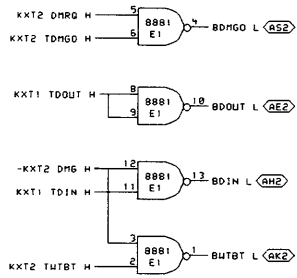 KXT2 DMRQ H 5 8881 4 BDMGO L AS2
KXT2 TDMGO H 6 E1
KXT1 TDOUT H 8 8881 10 BDOUT L AE2
9 E1
-KXT2 DMG H 12 8881 13 BDIN L AH2
KXT1 TDIN H 11 E1
3 8881 1 BWTBT L AK2
KXT2 TWTBT H 2 E1